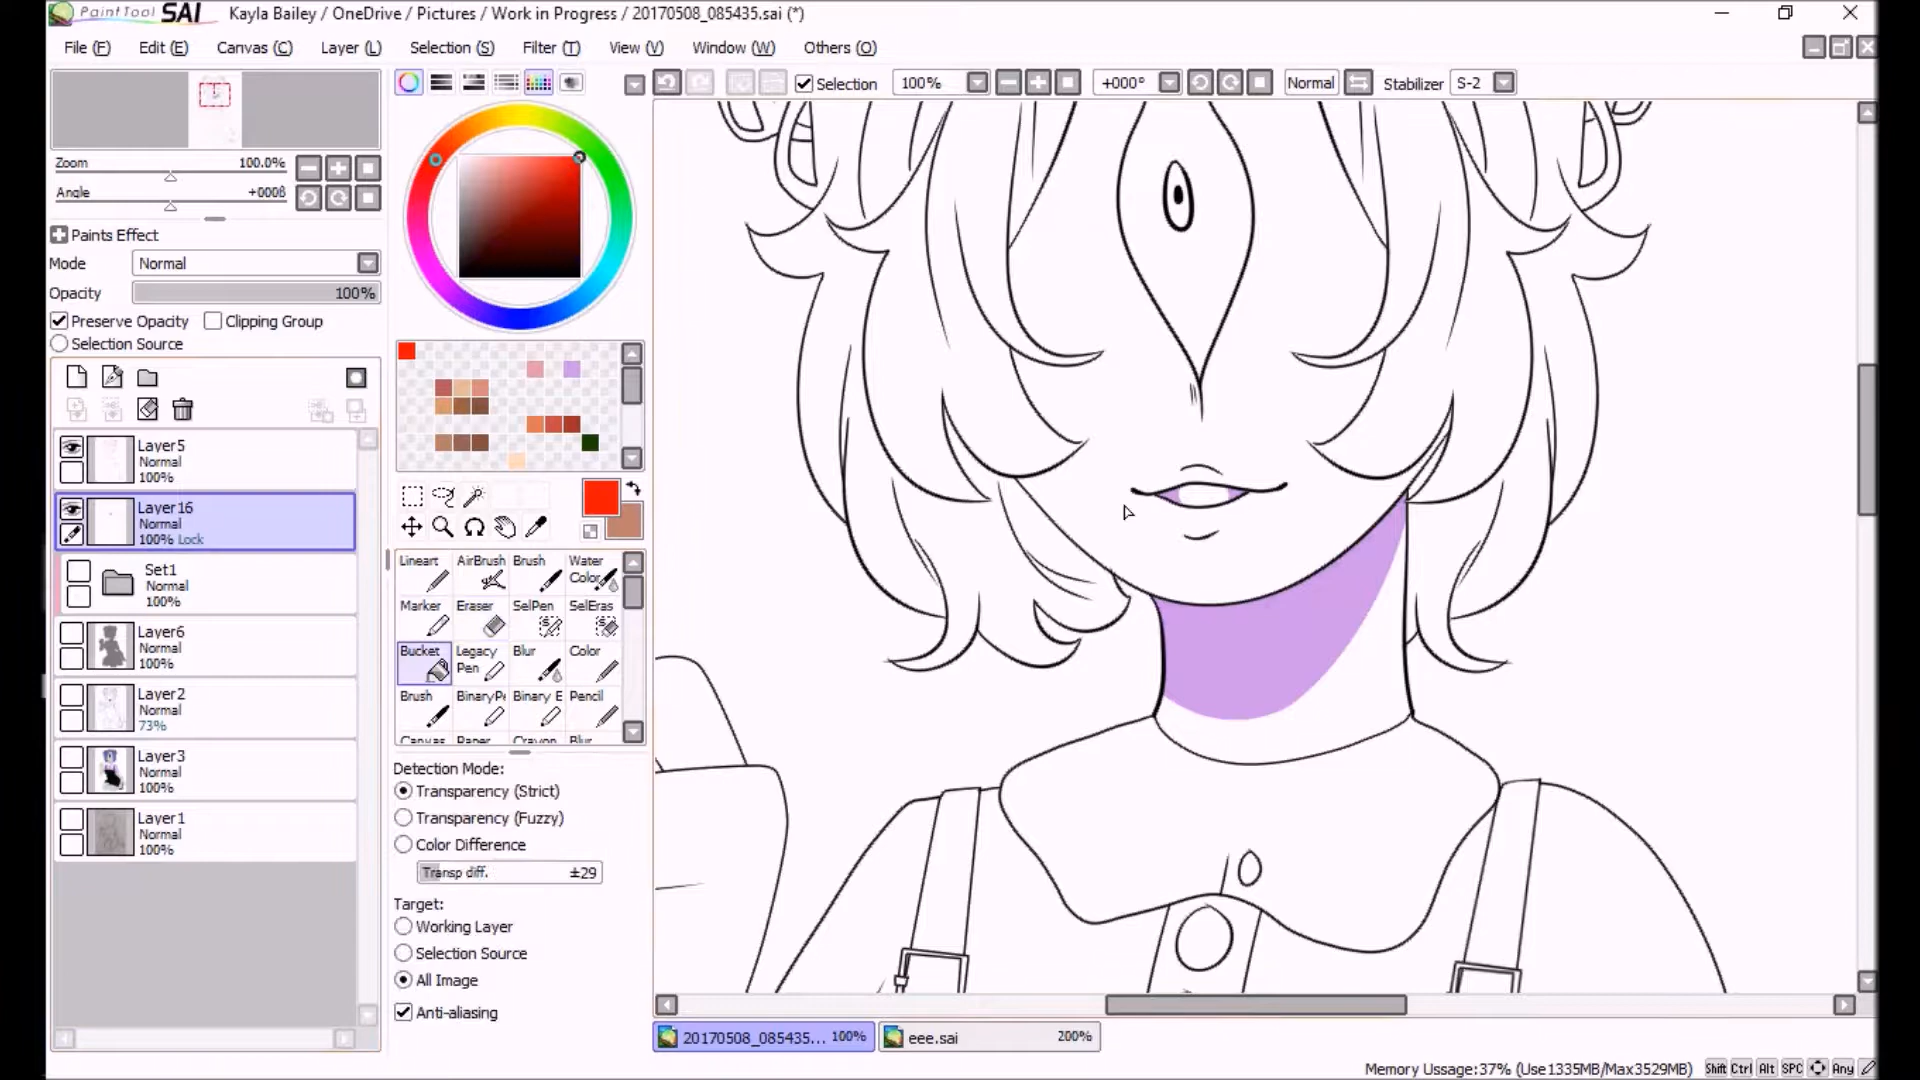 PaintTool SAI Kayla Bailey / OneDrive / Pictures / Work in Progress / 20170508_085435.sai (*)
File (F) Edit (E) Canvas (C) Layer (L) Selection (S) Filter (T) View (V) Window (W) Others (O)
Selection 100% +000° Normal Stabilizer S-2
Zoom 100.0%
Angle +000ß
Paints Effect
Mode Normal
Opacity 100%
Preserve Opacity Clipping Group
Selection Source
Layer5
Normal
100%
Layer16
Normal
100% Lock
Set1
Normal
100%
Layer6
Normal
100%
Layer2
Normal
73%
Layer3
Normal
100%
Layer1
Normal
100%
Lineart AirBrush Brush Water
Color
Marker Eraser SelPen SelEras
Bucket Legacy Blur Color
Pen
Brush BinaryPe Binary E Pencil
Canvas Paper Crayon Blur
Detection Mode:
Transparency (Strict)
Transparency (Fuzzy)
Color Difference
Transp diff. ±29
Target:
Working Layer
Selection Source
All Image
Anti-aliasing
20170508_085435... 100% eee.sai 200%
Memory Ussage:37% (Use1335MB/Max3529MB) Shift Ctrl Alt SPC Any